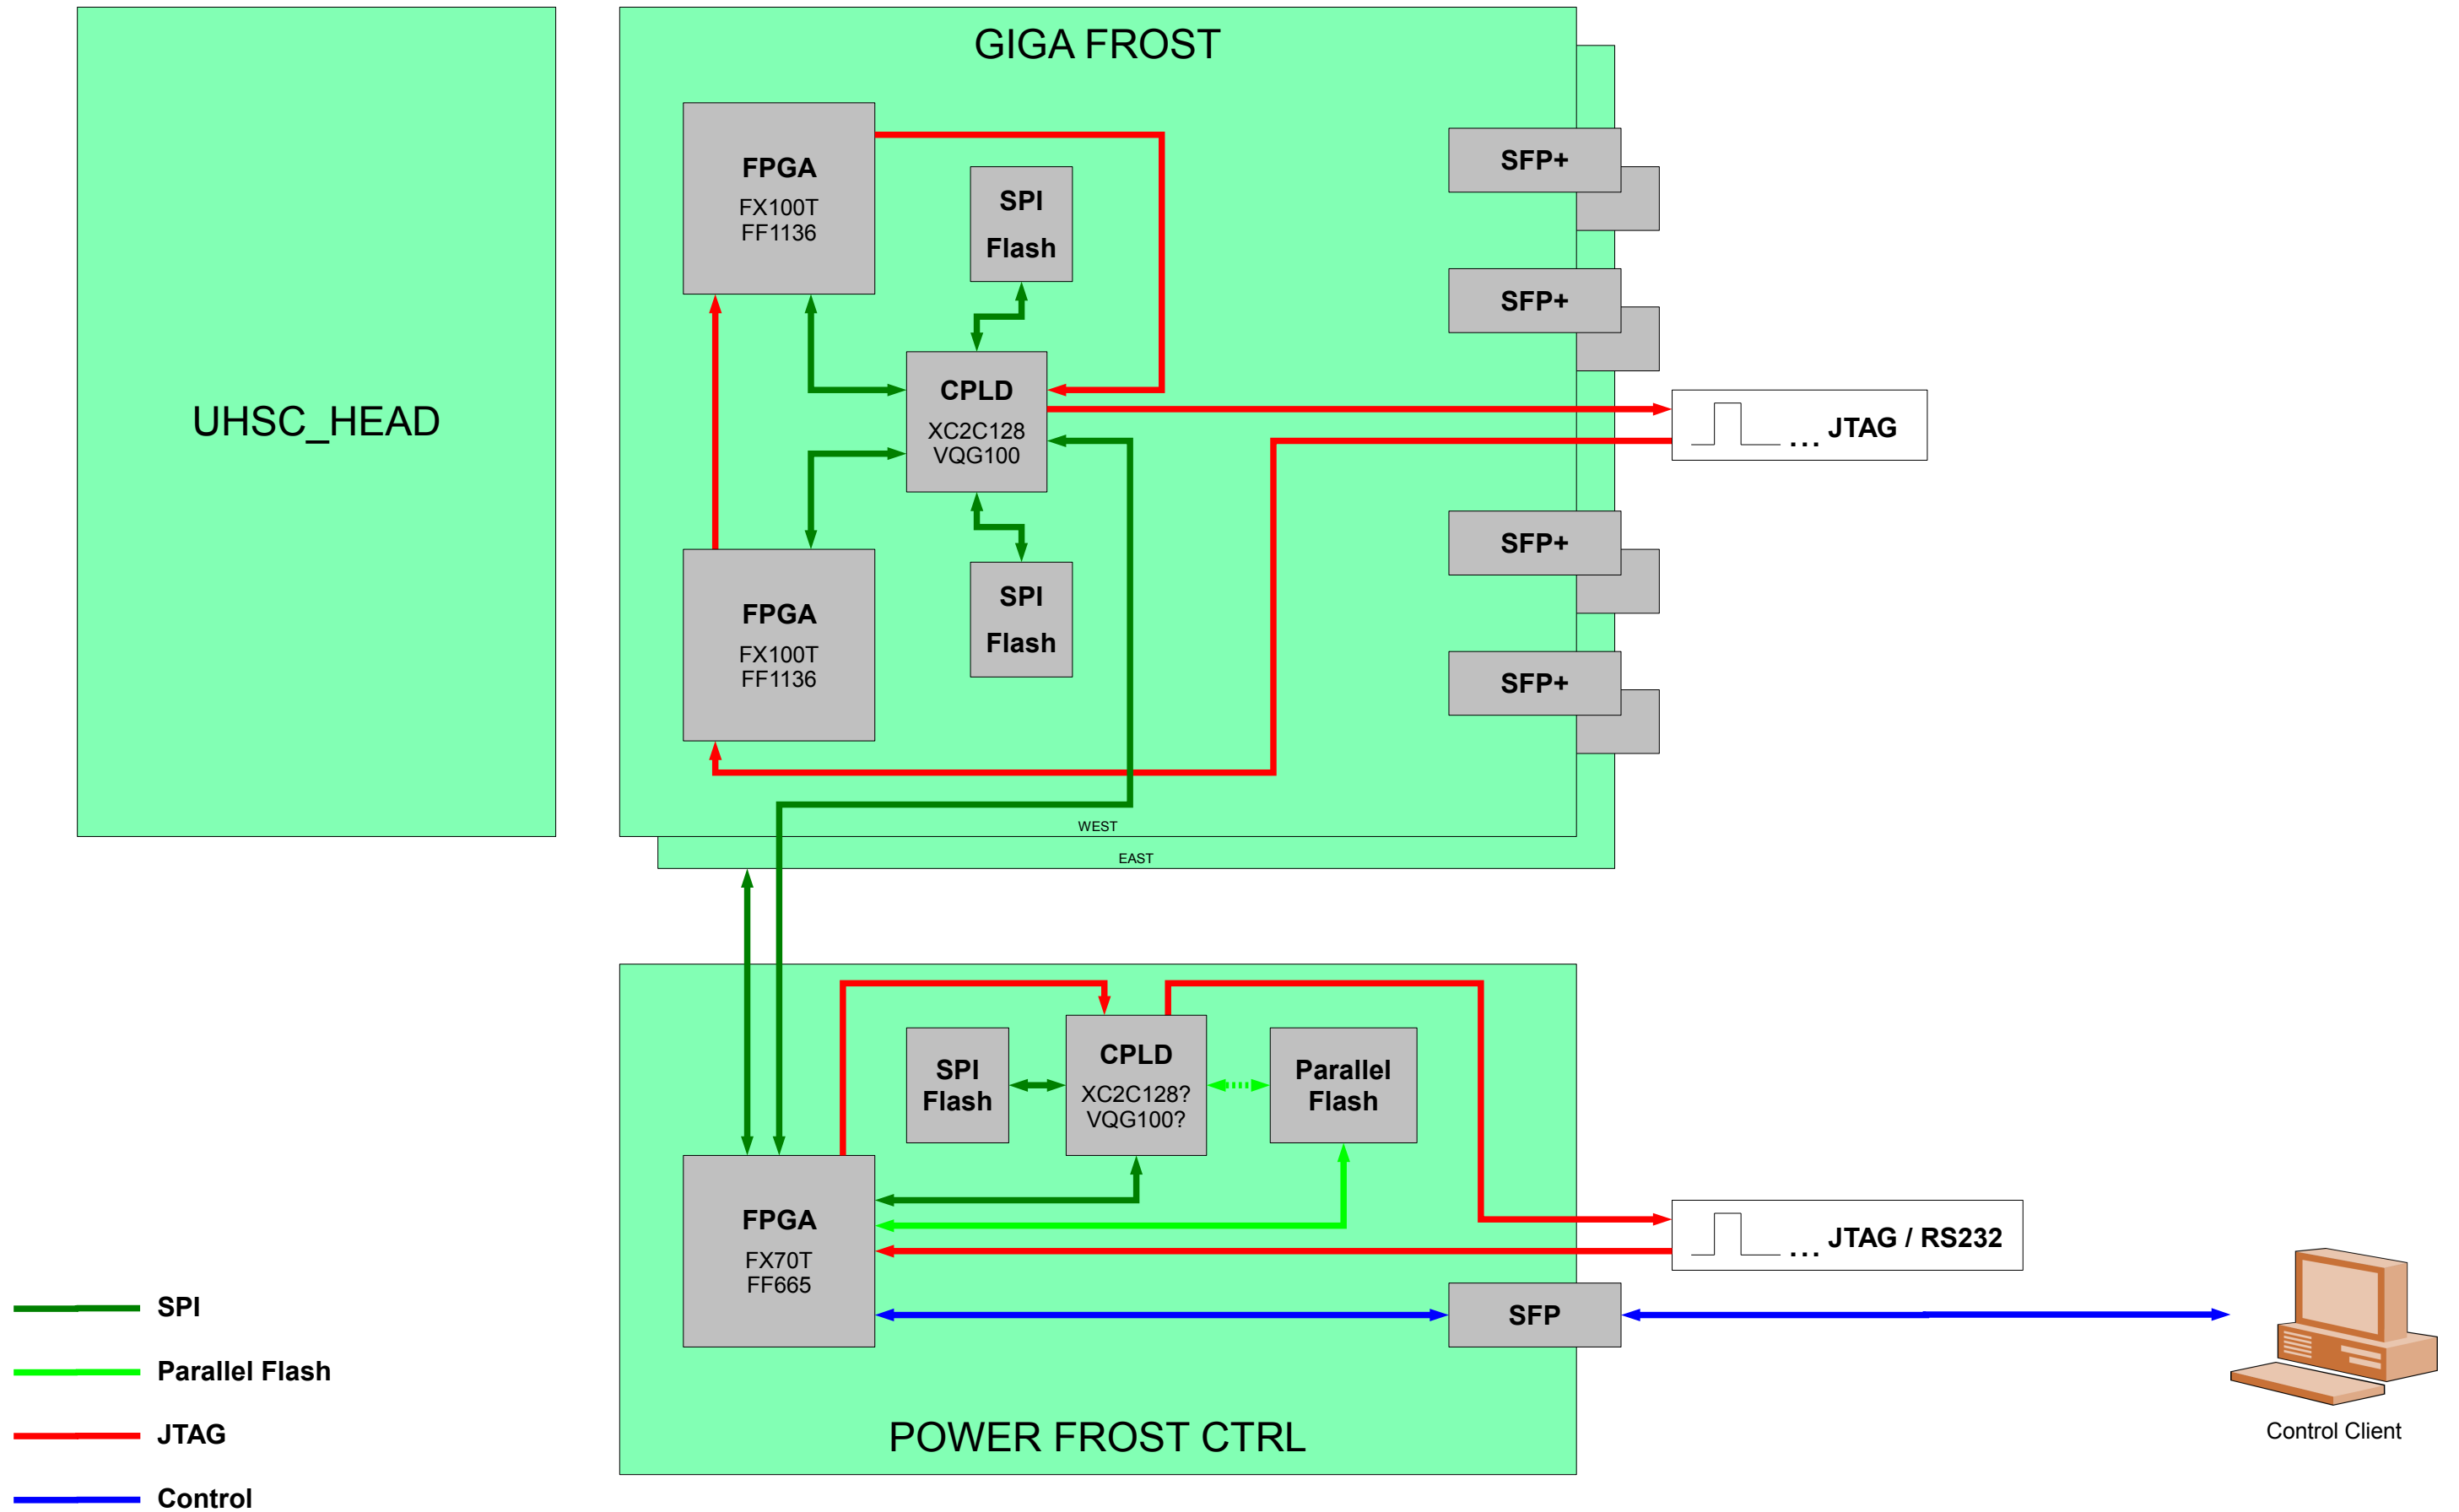 GIGA FROST
UHSC_HEAD
FPGA
FX100T
FF1136
SPI
Flash
CPLD
XC2C128
VQG100
SPI
Flash
FPGA
FX100T
FF1136
SFP+
SFP+
SFP+
SFP+
... JTAG
WEST
EAST
SPI
Flash
CPLD
XC2C128?
VQG100?
Parallel
Flash
FPGA
FX70T
FF665
... JTAG / RS232
SFP
POWER FROST CTRL
Control Client
SPI
Parallel Flash
JTAG
Control